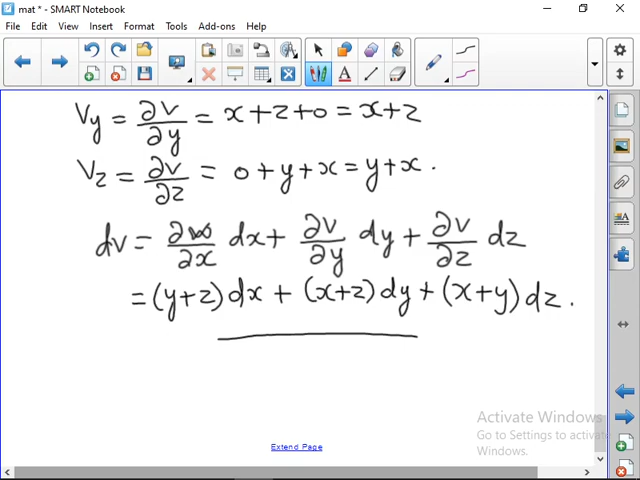 mat * - SMART Notebook
File Edit View Insert Format Tools Add-ons Help
Vy = ∂V/∂y = x+z+0 = x+z
Vz = ∂V/∂z = 0+y+x = y+x.
dv = dx + ∂V/∂y dy + ∂V/∂z dz
= (y+z) dx + (x+z) dy + (x+y) dz.
Activate Windows
Go to Settings to activate
Windows.
Extend Page